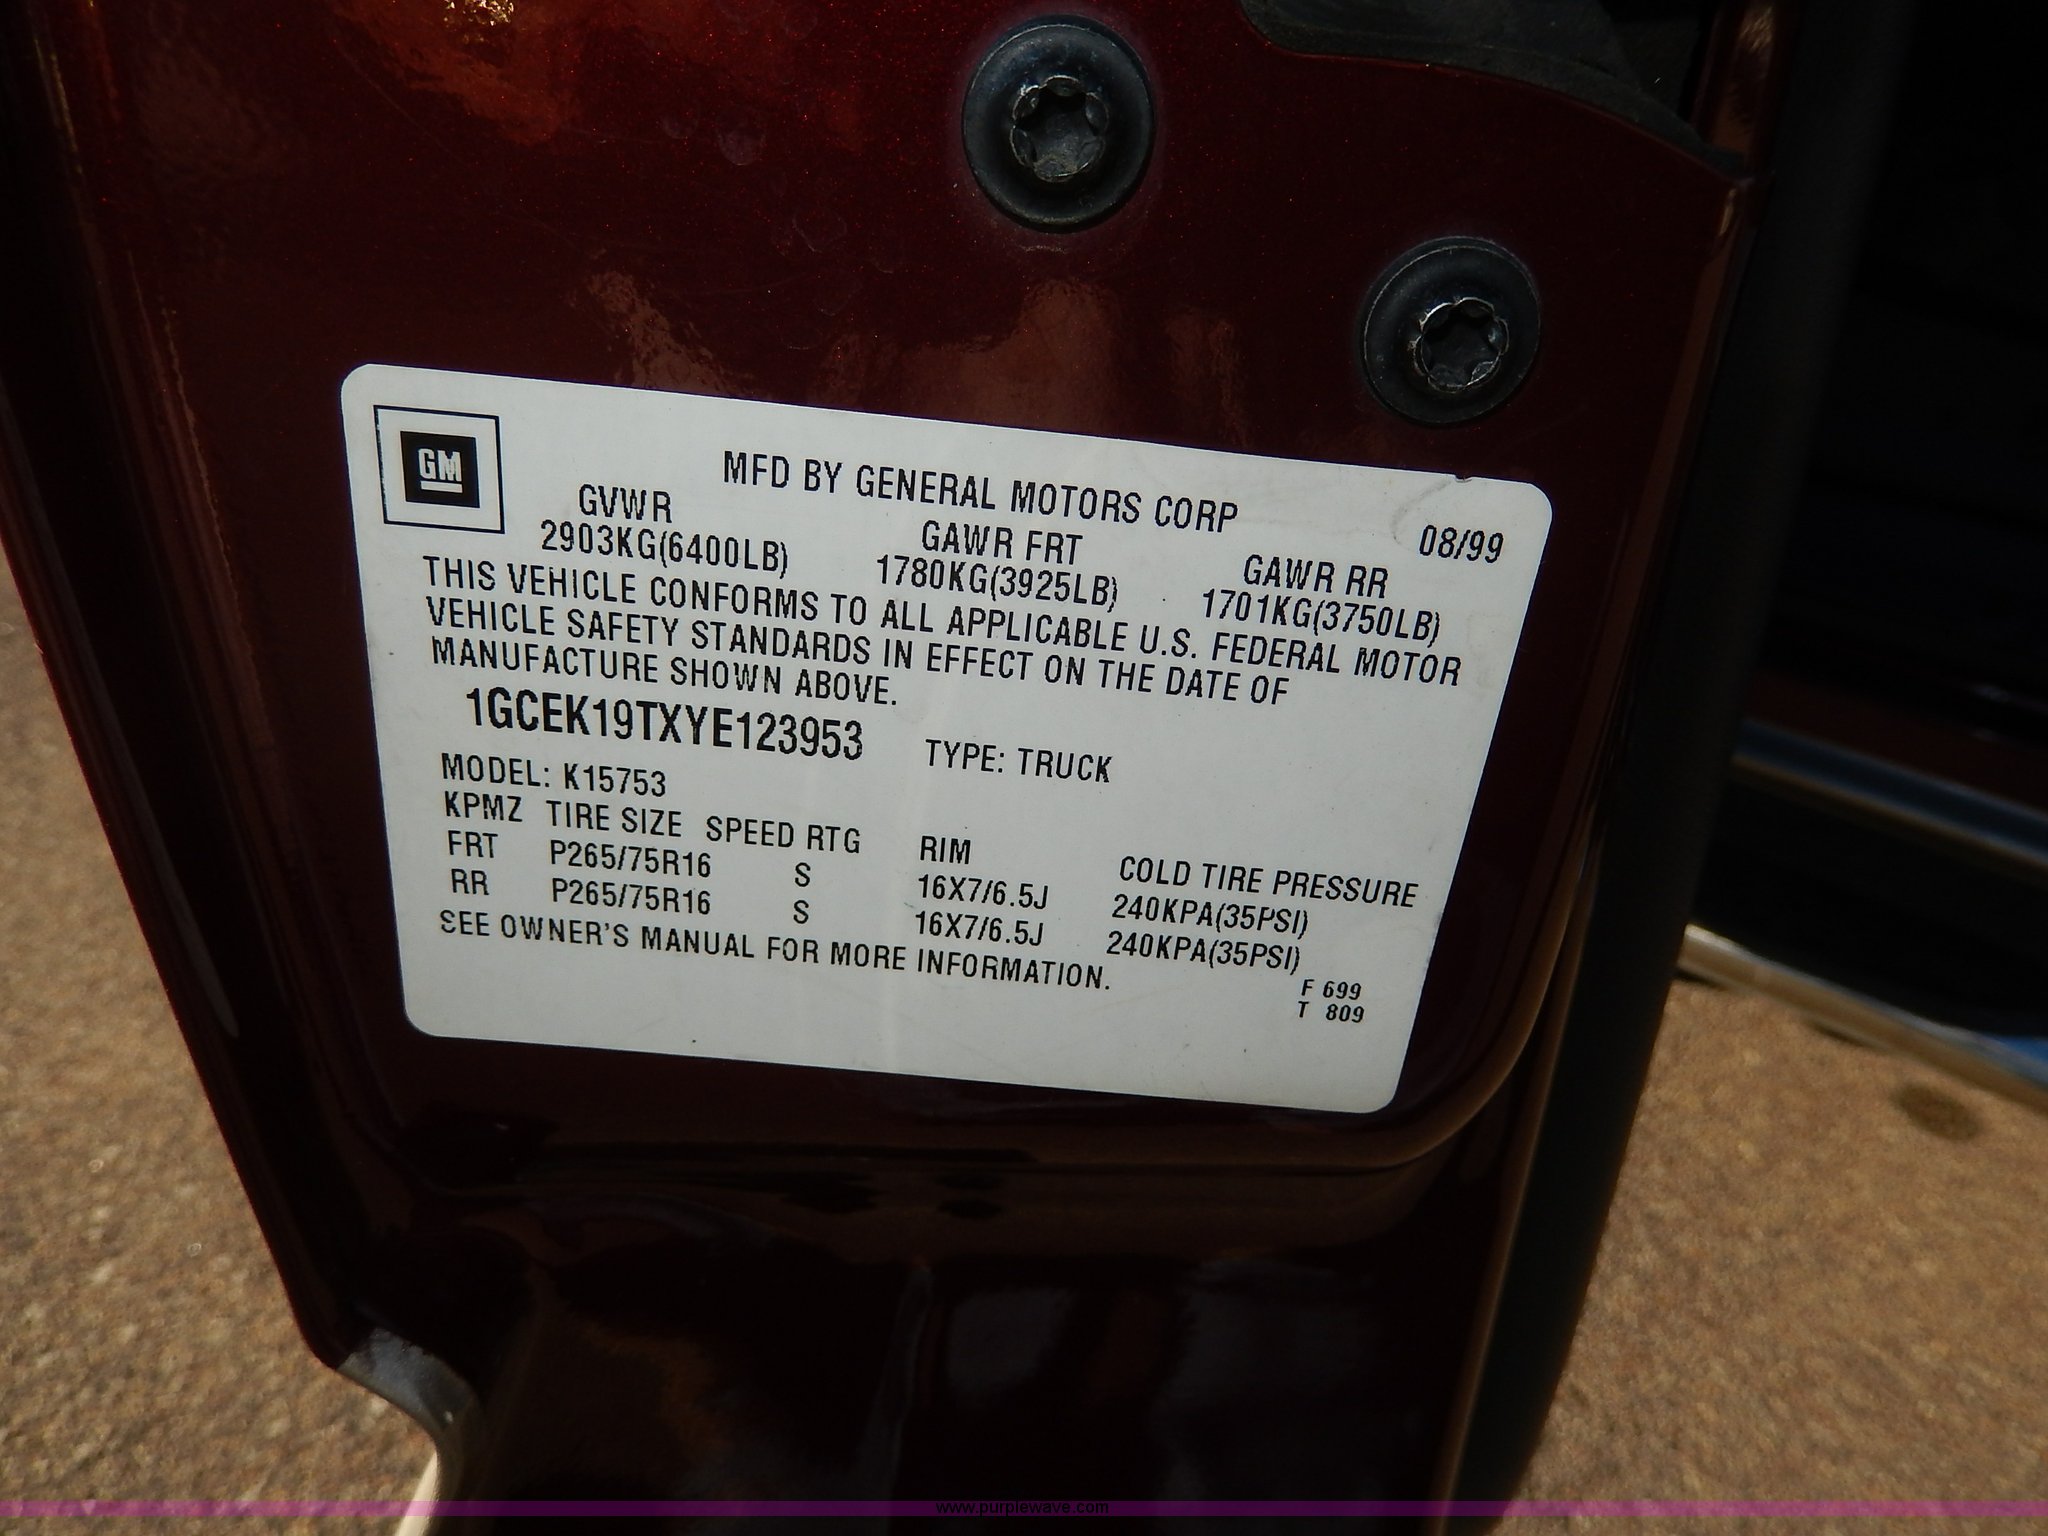 GM
MFD BY GENERAL MOTORS CORP
08/99
GVWR GAWR FRT GAWR RR
2903KG(6400LB) 1780KG(3925LB) 1701KG(3750LB)
THIS VEHICLE CONFORMS TO ALL APPLICABLE U.S. FEDERAL MOTOR
VEHICLE SAFETY STANDARDS IN EFFECT ON THE DATE OF
MANUFACTURE SHOWN ABOVE.
1GCEK19TXYE123953 TYPE: TRUCK
MODEL: K15753
KPMZ TIRE SIZE SPEED RTG RIM COLD TIRE PRESSURE
FRT P265/75R16 S 16X7/6.5J 240KPA(35PSI)
RR P265/75R16 S 16X7/6.5J 240KPA(35PSI)
SEE OWNER'S MANUAL FOR MORE INFORMATION.
F 699
T 809
www.purplewave.com